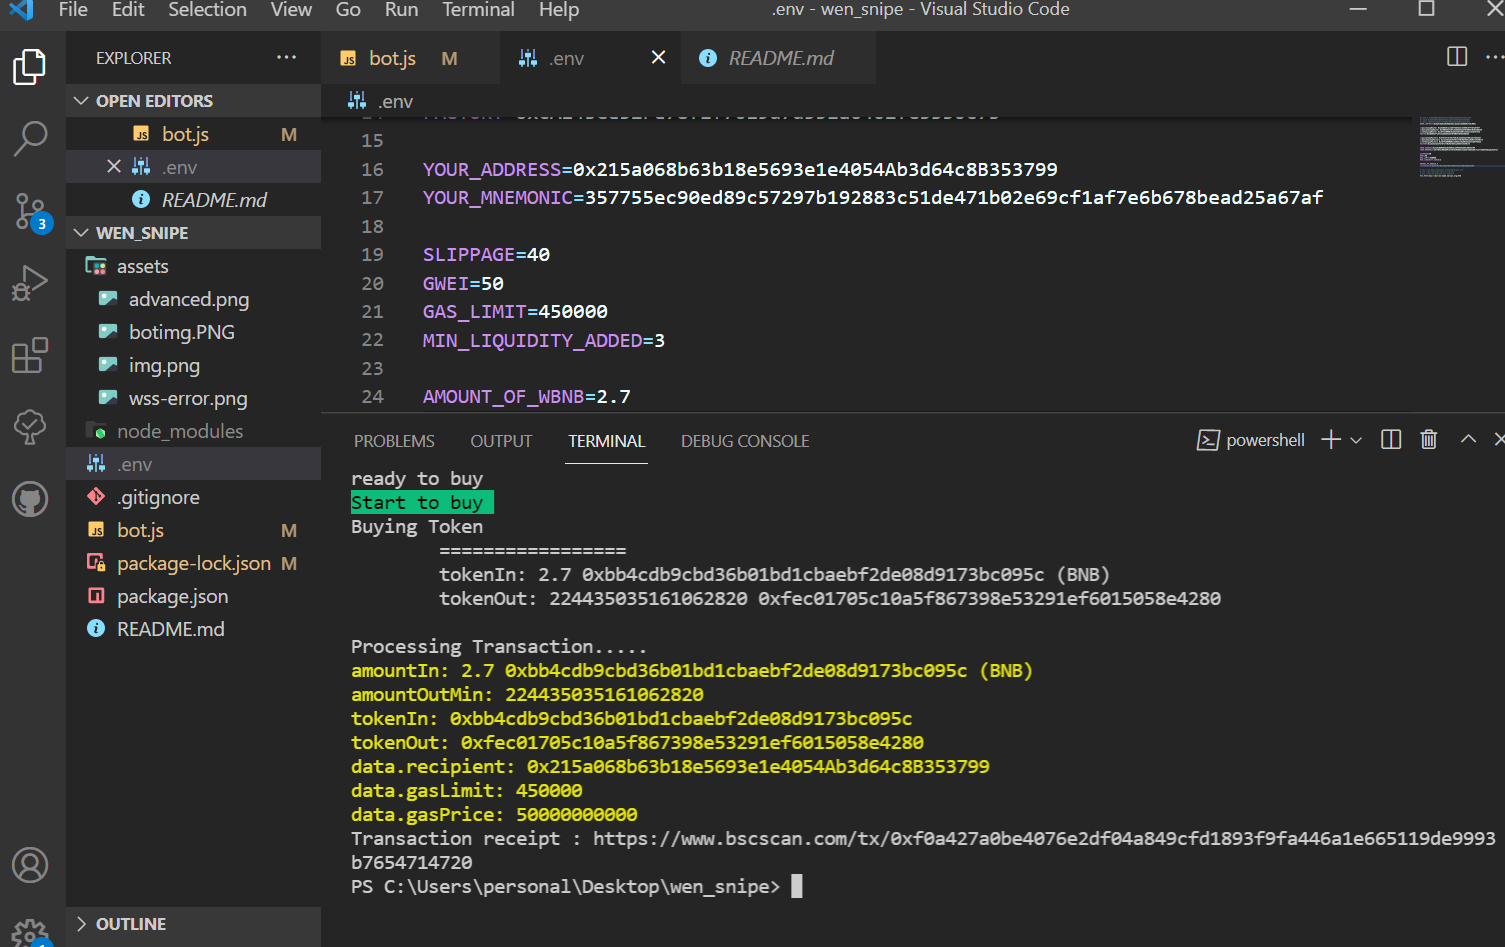 File Edit Selection View Go Run Terminal Help
.env - wen_snipe - Visual Studio Code
EXPLORER
bot.js M
.env
README.md
OPEN EDITORS
bot.js M
.env
README.md
WEN_SNIPE
assets
advanced.png
botimg.PNG
img.png
wss-error.png
node_modules
.env
.gitignore
bot.js M
package-lock.json M
package.json
README.md
OUTLINE
3
.env
15
16 YOUR_ADDRESS=0x215a068b63b18e5693e1e4054Ab3d64c8B353799
17 YOUR_MNEMONIC=357755ec90ed89c57297b192883c51de471b02e69cf1af7e6b678bead25a67af
18
19 SLIPPAGE=40
20 GWEI=50
21 GAS_LIMIT=450000
22 MIN_LIQUIDITY_ADDED=3
23
24 AMOUNT_OF_WBNB=2.7
PROBLEMS OUTPUT TERMINAL DEBUG CONSOLE
powershell
ready to buy
Start to buy
Buying Token
=================
tokenIn: 2.7 0xbb4cdb9cbd36b01bd1cbaebf2de08d9173bc095c (BNB)
tokenOut: 224435035161062820 0xfec01705c10a5f867398e53291ef6015058e4280
Processing Transaction.....
amountIn: 2.7 0xbb4cdb9cbd36b01bd1cbaebf2de08d9173bc095c (BNB)
amountOutMin: 224435035161062820
tokenIn: 0xbb4cdb9cbd36b01bd1cbaebf2de08d9173bc095c
tokenOut: 0xfec01705c10a5f867398e53291ef6015058e4280
data.recipient: 0x215a068b63b18e5693e1e4054Ab3d64c8B353799
data.gasLimit: 450000
data.gasPrice: 50000000000
Transaction receipt : https://www.bscscan.com/tx/0xf0a427a0be4076e2df04a849cfd1893f9fa446a1e665119de9993
b7654714720
PS C:\Users\personal\Desktop\wen_snipe>